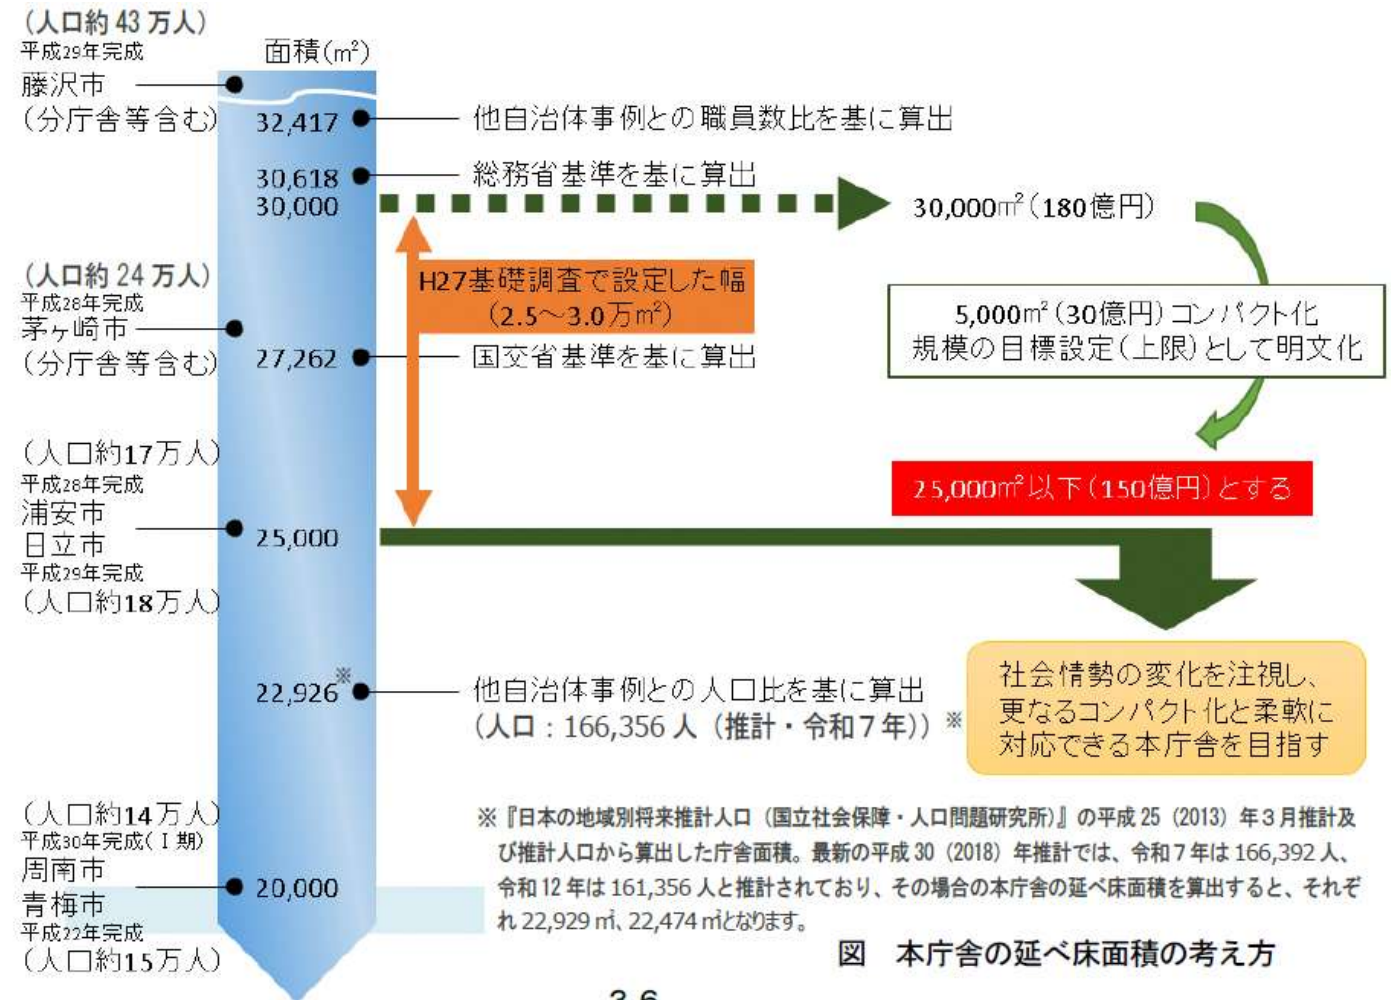 (人口約 43 万人)
平成29年完成
面積(㎡)
藤沢市
(分庁舎等含む)
32,417
他自治体事例との職員数比を基に算出
30,618
総務省基準を基に算出
30,000
30,000㎡(180億円)
(人口約 24 万人)
平成28年完成
茅ヶ崎市
(分庁舎等含む)
H27基礎調査で設定した幅
(2.5～3.0万㎡)
27,262
国交省基準を基に算出
5,000㎡(30億円)コンパクト化
規模の目標設定(上限)として明文化
(人口約17万人)
平成28年完成
浦安市
日立市
平成29年完成
(人口約18万人)
25,000
25,000㎡以下(150億円)とする
22,926※
他自治体事例との人口比を基に算出
(人口：166,356 人（推計・令和７年）) ※
社会情勢の変化を注視し、
更なるコンパクト化と柔軟に
対応できる本庁舎を目指す
(人口約14万人)
平成30年完成(Ⅰ期)
周南市
青梅市
平成22年完成
(人口約15万人)
20,000
※『日本の地域別将来推計人口（国立社会保障・人口問題研究所）』の平成 25（2013）年３月推計及
び推計人口から算出した庁舎面積。最新の平成 30（2018）年推計では、令和７年は 166,392 人、
令和 12 年は 161,356 人と推計されており、その場合の本庁舎の延べ床面積を算出すると、それぞ
れ 22,929 ㎡、22,474 ㎡となります。
図　本庁舎の延べ床面積の考え方
36